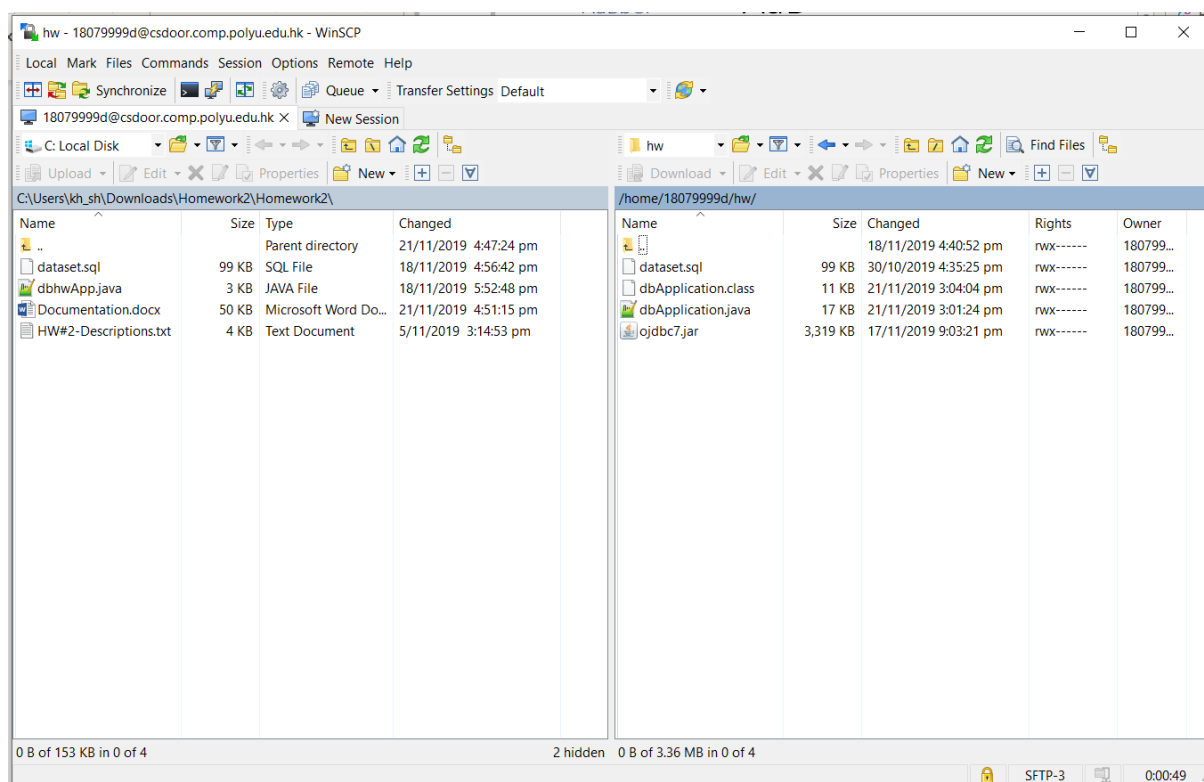 hw - 18079999d@csdoor.comp.polyu.edu.hk - WinSCP
Local Mark Files Commands Session Options Remote Help
Synchronize Queue Transfer Settings Default
18079999d@csdoor.comp.polyu.edu.hk New Session
C: Local Disk
Upload Edit Properties New
C:\Users\kh_sh\Downloads\Homework2\Homework2\
Name Size Type Changed
.. Parent directory 21/11/2019 4:47:24 pm
dataset.sql 99 KB SQL File 18/11/2019 4:56:42 pm
dbhwApp.java 3 KB JAVA File 18/11/2019 5:52:48 pm
Documentation.docx 50 KB Microsoft Word Do... 21/11/2019 4:51:15 pm
HW#2-Descriptions.txt 4 KB Text Document 5/11/2019 3:14:53 pm
0 B of 153 KB in 0 of 4 2 hidden
hw Find Files
Download Edit Properties New
/home/18079999d/hw/
Name Size Changed Rights Owner
.. 18/11/2019 4:40:52 pm rwx------ 180799...
dataset.sql 99 KB 30/10/2019 4:35:25 pm rwx------ 180799...
dbApplication.class 11 KB 21/11/2019 3:04:04 pm rwx------ 180799...
dbApplication.java 17 KB 21/11/2019 3:01:24 pm rwx------ 180799...
ojdbc7.jar 3,319 KB 17/11/2019 9:03:21 pm rwx------ 180799...
0 B of 3.36 MB in 0 of 4
SFTP-3 0:00:49